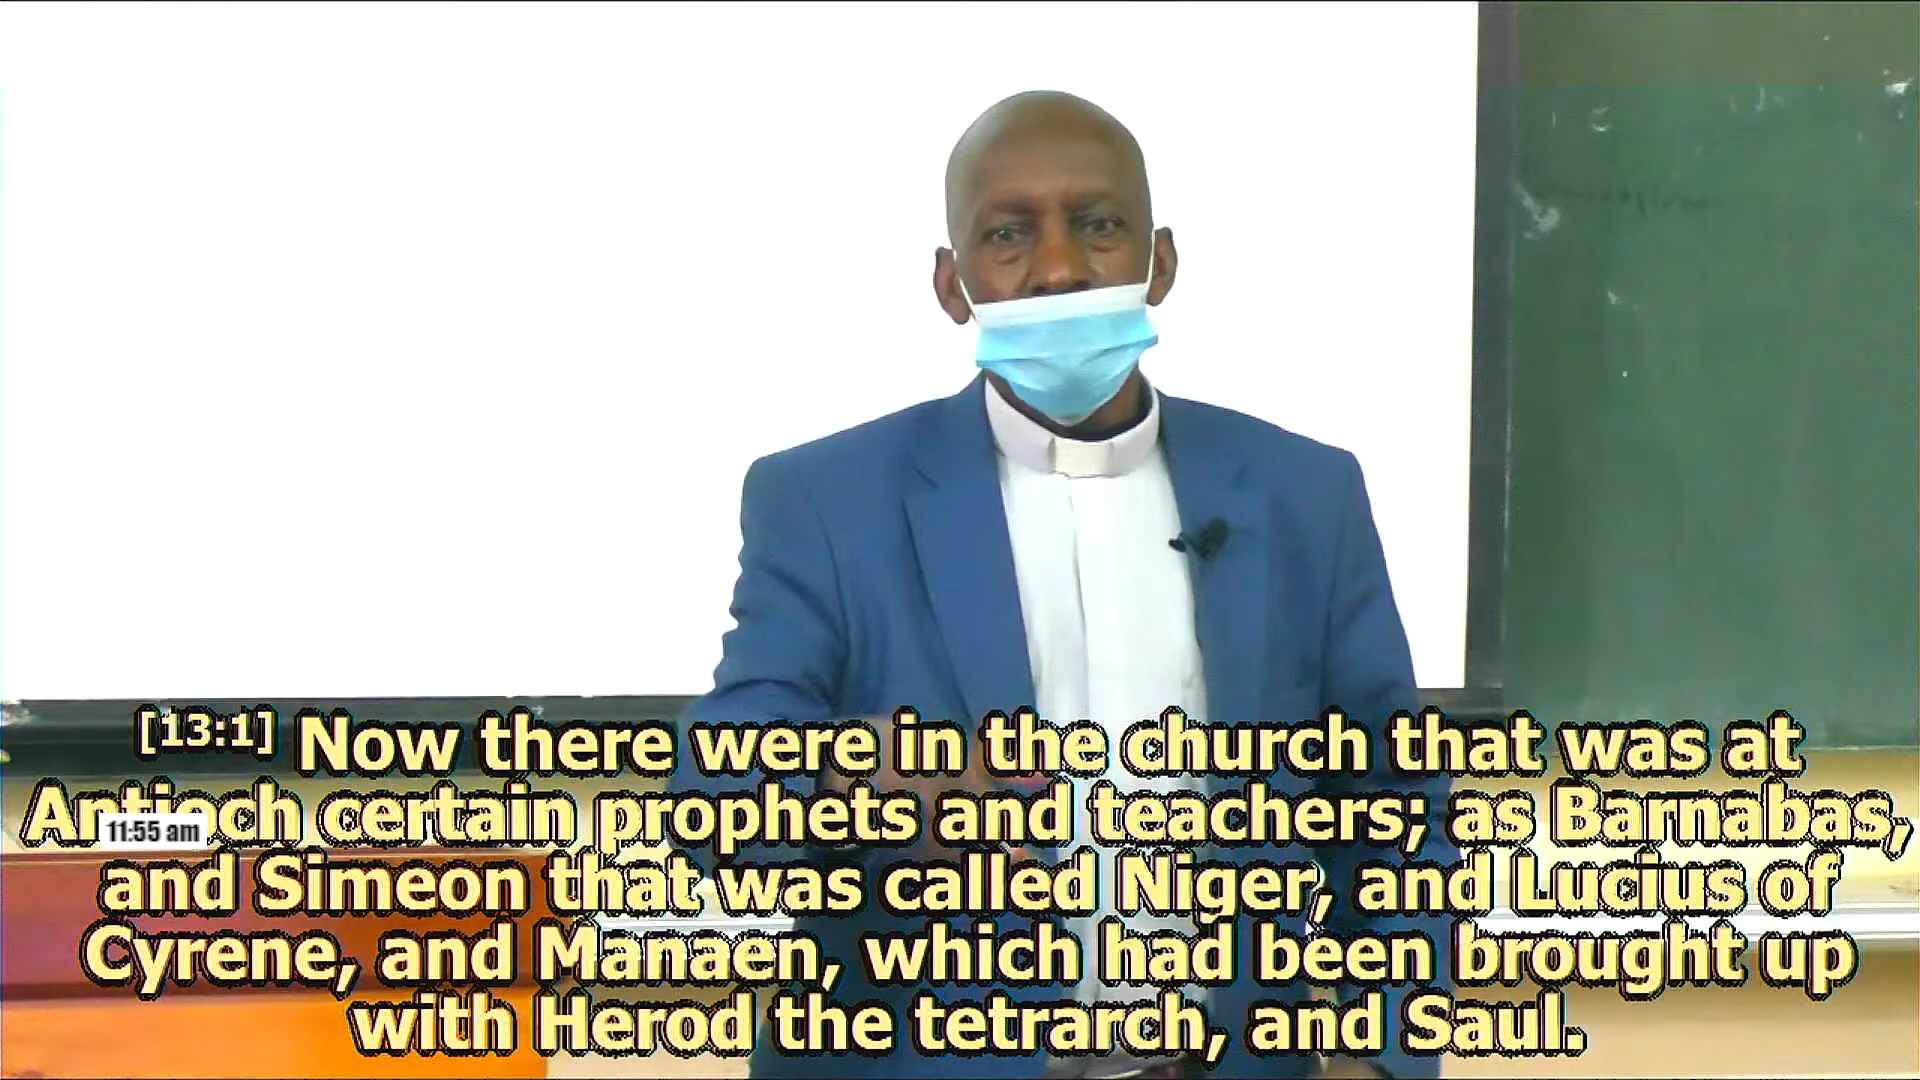 [13:1] Now there were in the church that was at
Antioch certain prophets and teachers; as Barnabas,
11:55 am
and Simeon that was called Niger, and Lucius of
Cyrene, and Manaen, which had been brought up
with Herod the tetrarch, and Saul.